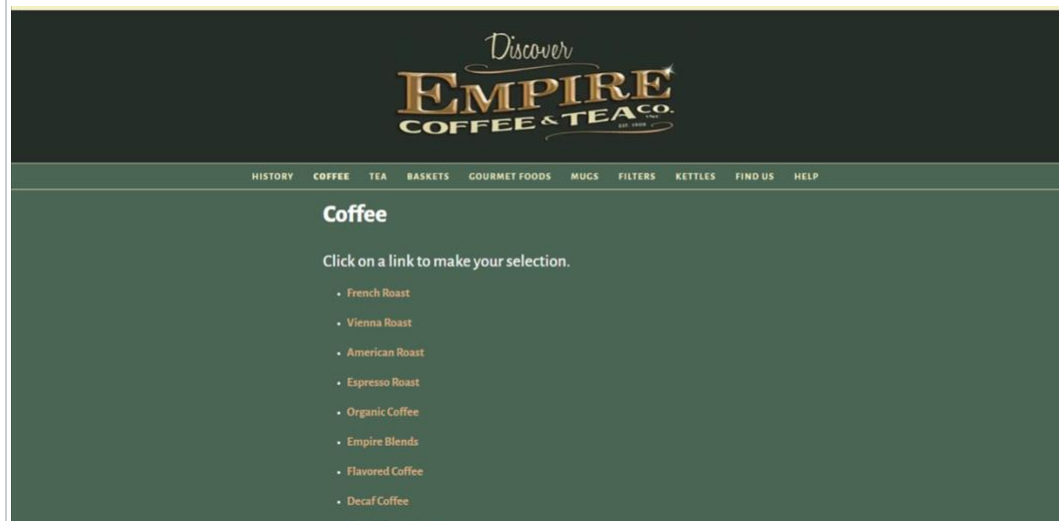 Discover
EMPIRE
COFFEE & TEA CO.
INC
HISTORY COFFEE TEA BASKETS GOURMET FOODS MUGS FILTERS KETTLES FIND US HELP
Coffee
Click on a link to make your selection.
• French Roast
• Vienna Roast
• American Roast
• Espresso Roast
• Organic Coffee
• Empire Blends
• Flavored Coffee
• Decaf Coffee